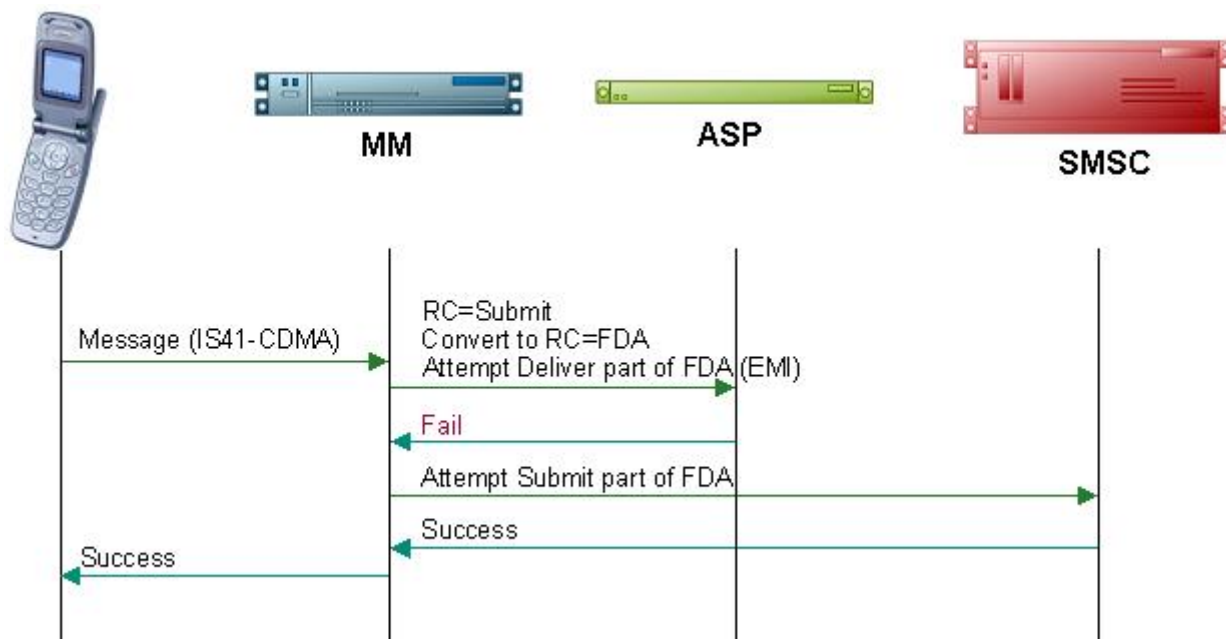 MM
ASP
SMSC
Message (IS41-CDMA)
RC=Submit
Convert to RC=FDA
Attempt Deliver part of FDA (EMI)
Fail
Attempt Submit part of FDA
Success
Success